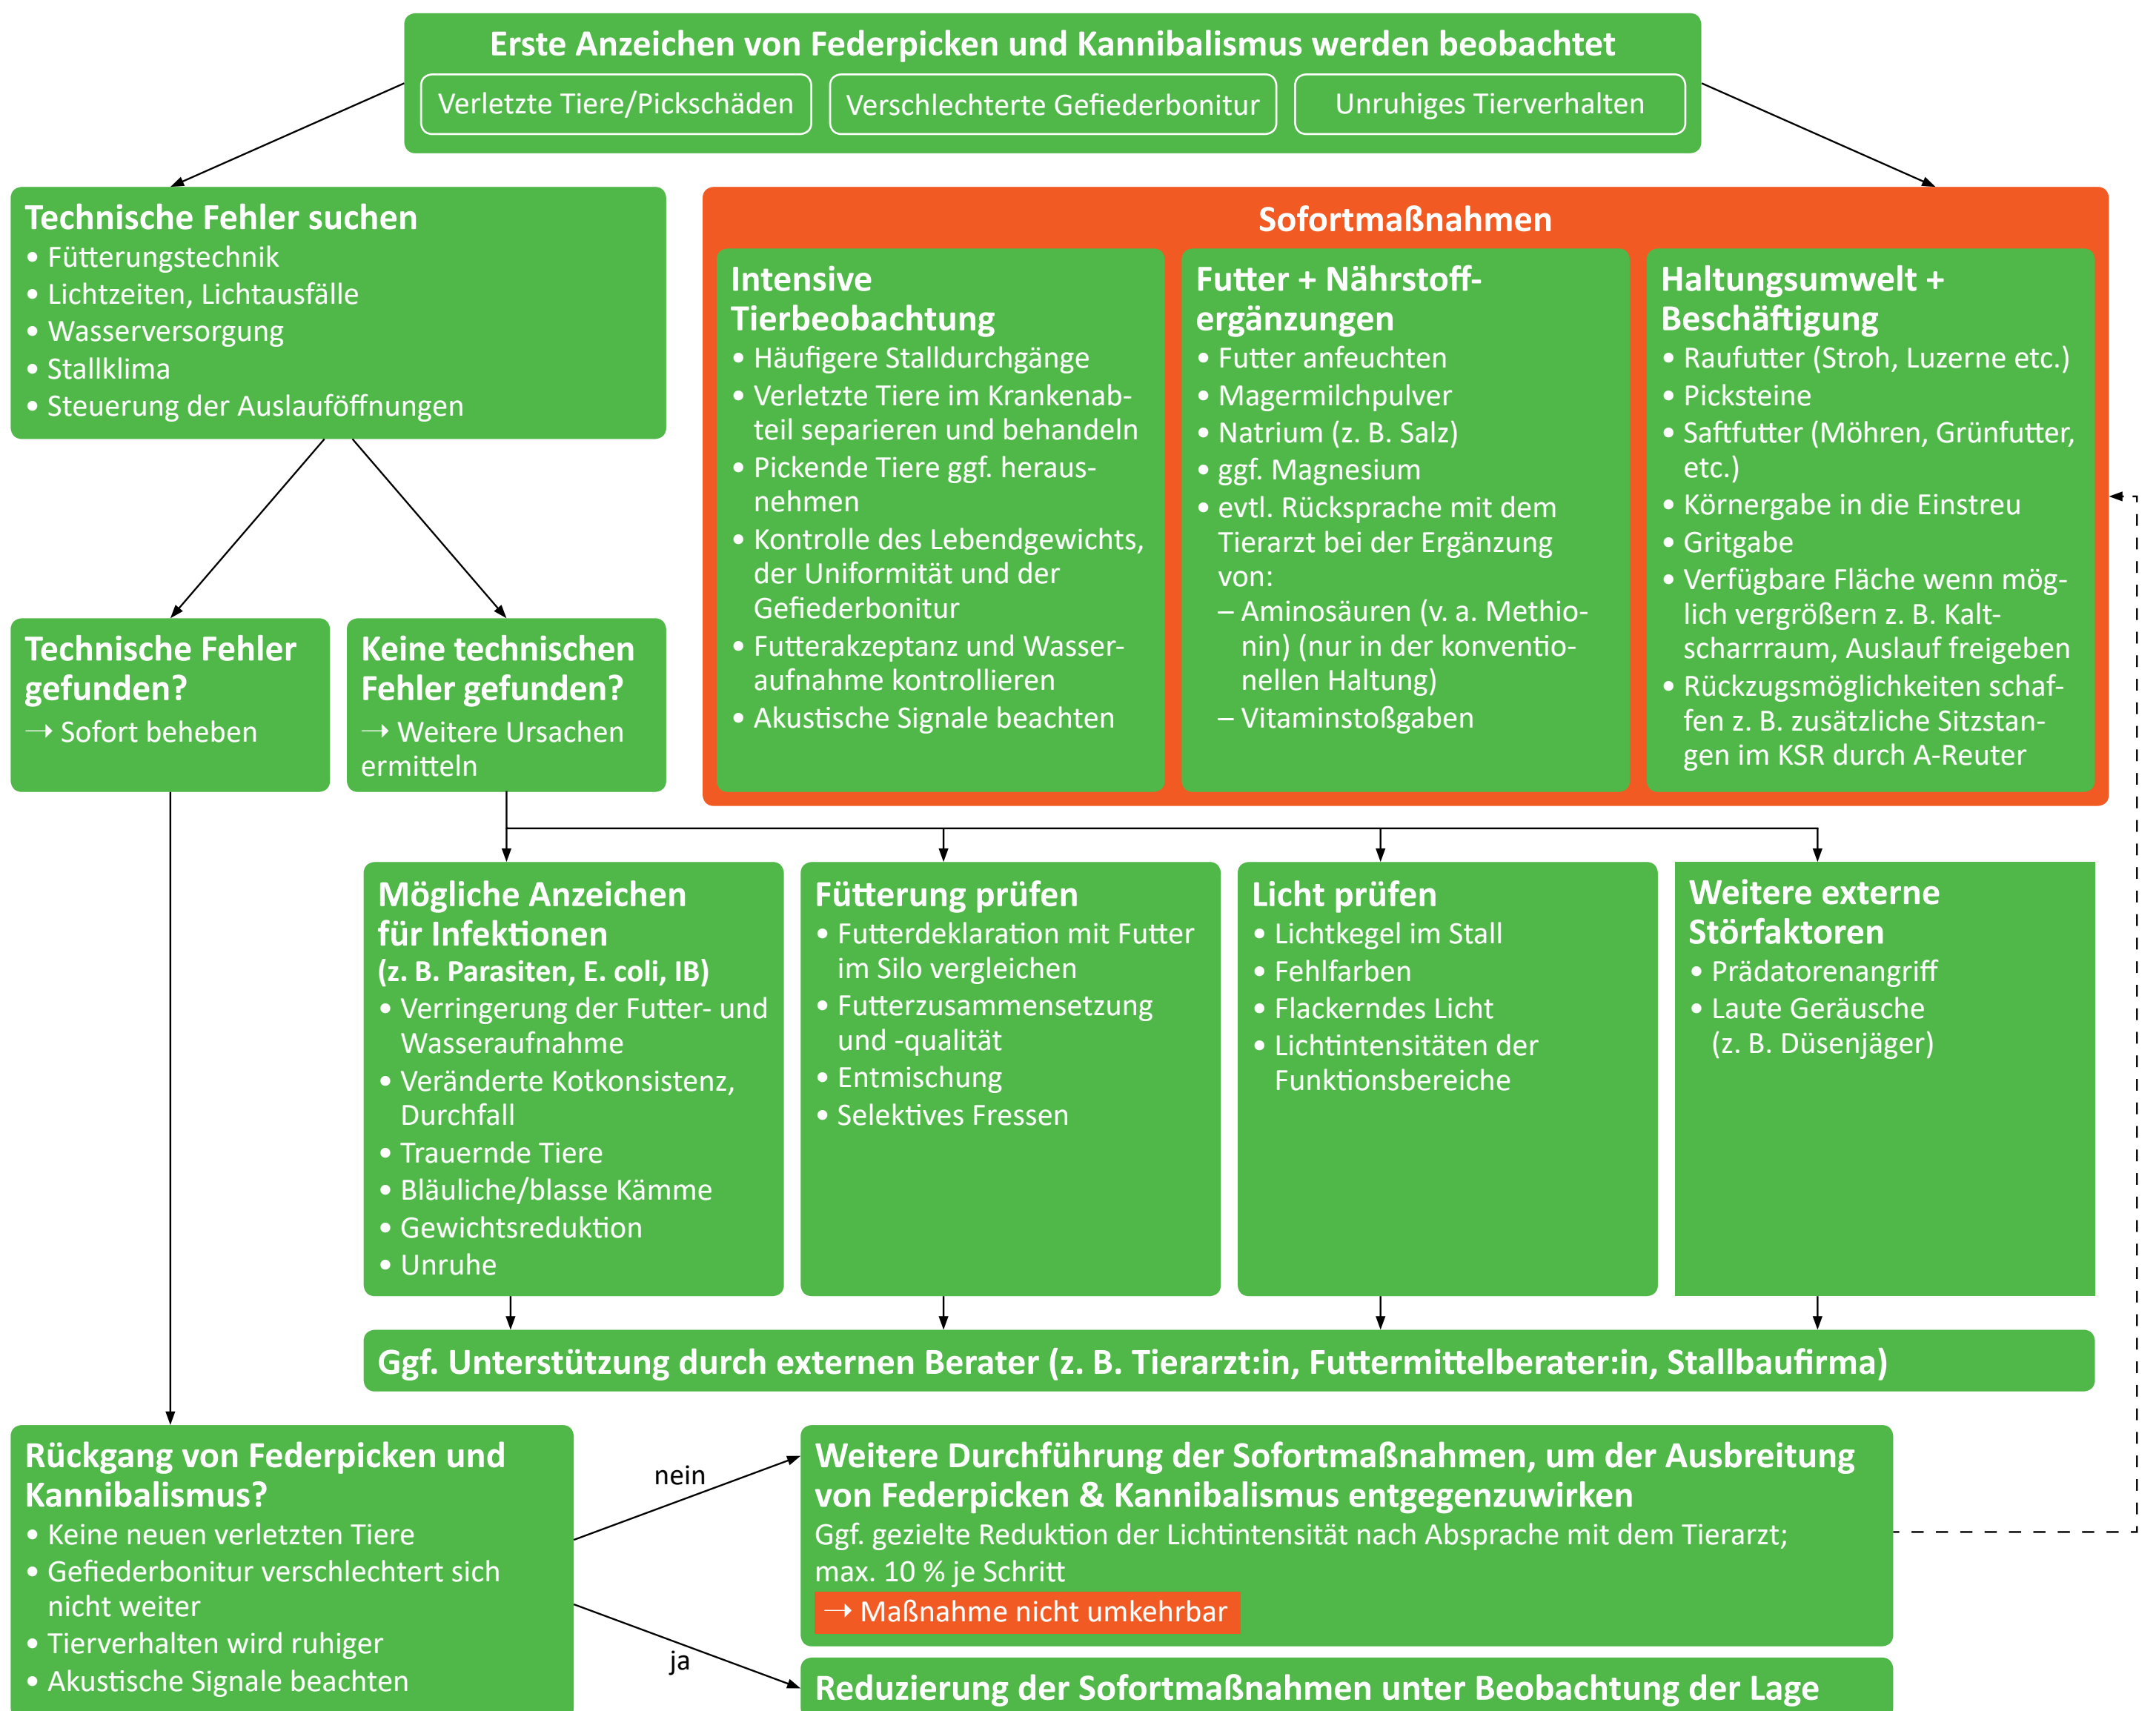 Erste Anzeichen von Federpicken und Kannibalismus werden beobachtet
Verletzte Tiere/Pickschäden
Verschlechterte Gefiederbonitur
Unruhiges Tierverhalten
Technische Fehler suchen
• Fütterungstechnik
• Lichtzeiten, Lichtausfälle
• Wasserversorgung
• Stallklima
• Steuerung der Auslauföffnungen
Sofortmaßnahmen
Intensive
Tierbeobachtung
• Häufigere Stalldurchgänge
• Verletzte Tiere im Krankenab-
teil separieren und behandeln
• Pickende Tiere ggf. heraus-
nehmen
• Kontrolle des Lebendgewichts,
der Uniformität und der
Gefiederbonitur
• Futterakzeptanz und Wasser-
aufnahme kontrollieren
• Akustische Signale beachten
Futter + Nährstoff-
ergänzungen
• Futter anfeuchten
• Magermilchpulver
• Natrium (z. B. Salz)
• ggf. Magnesium
• evtl. Rücksprache mit dem
Tierarzt bei der Ergänzung
von:
– Aminosäuren (v. a. Methio-
nin) (nur in der konventio-
nellen Haltung)
– Vitaminstoßgaben
Haltungsumwelt +
Beschäftigung
• Raufutter (Stroh, Luzerne etc.)
• Picksteine
• Saftfutter (Möhren, Grünfutter,
etc.)
• Körnergabe in die Einstreu
• Gritgabe
• Verfügbare Fläche wenn mög-
lich vergrößern z. B. Kalt-
scharrraum, Auslauf freigeben
• Rückzugsmöglichkeiten schaf-
fen z. B. zusätzliche Sitzstan-
gen im KSR durch A-Reuter
Technische Fehler
gefunden?
→ Sofort beheben
Keine technischen
Fehler gefunden?
→ Weitere Ursachen
ermitteln
Mögliche Anzeichen
für Infektionen
(z. B. Parasiten, E. coli, IB)
• Verringerung der Futter- und
Wasseraufnahme
• Veränderte Kotkonsistenz,
Durchfall
• Trauernde Tiere
• Bläuliche/blasse Kämme
• Gewichtsreduktion
• Unruhe
Fütterung prüfen
• Futterdeklaration mit Futter
im Silo vergleichen
• Futterzusammensetzung
und -qualität
• Entmischung
• Selektives Fressen
Licht prüfen
• Lichtkegel im Stall
• Fehlfarben
• Flackerndes Licht
• Lichtintensitäten der
Funktionsbereiche
Weitere externe
Störfaktoren
• Prädatorenangriff
• Laute Geräusche
(z. B. Düsenjäger)
Ggf. Unterstützung durch externen Berater (z. B. Tierarzt:in, Futtermittelberater:in, Stallbaufirma)
Rückgang von Federpicken und
Kannibalismus?
• Keine neuen verletzten Tiere
• Gefiederbonitur verschlechtert sich
nicht weiter
• Tierverhalten wird ruhiger
• Akustische Signale beachten
nein
Weitere Durchführung der Sofortmaßnahmen, um der Ausbreitung
von Federpicken & Kannibalismus entgegenzuwirken
Ggf. gezielte Reduktion der Lichtintensität nach Absprache mit dem Tierarzt;
max. 10 % je Schritt
→ Maßnahme nicht umkehrbar
ja
Reduzierung der Sofortmaßnahmen unter Beobachtung der Lage